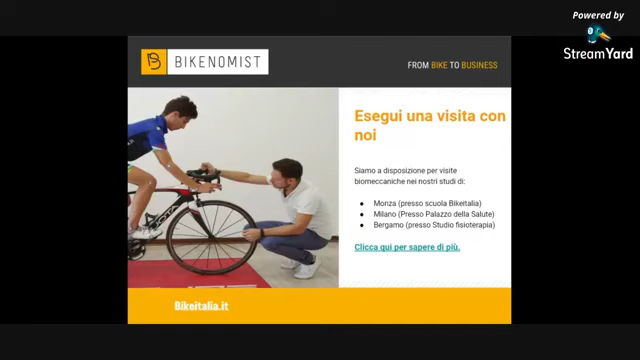 Powered by
StreamYard
BIKENOMIST
FROM BIKE TO BUSINESS
Esegui una visita con
noi
Siamo a disposizione per visite
biomeccaniche nei nostri studi di:
● Monza (presso scuola Bikeitalia)
● Milano (Presso Palazzo della Salute)
● Bergamo (presso Studio fisioterapia)
Clicca qui per sapere di più.
Bikeitalia.it